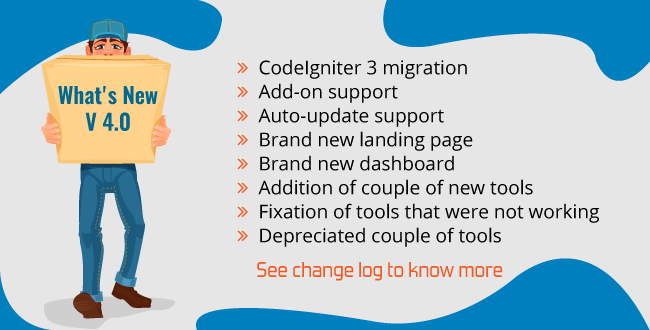 What's New
V 4.0
CodeIgniter 3 migration
Add-on support
Auto-update support
Brand new landing page
Brand new dashboard
Addition of couple of new tools
Fixation of tools that were not working
Depreciated couple of tools
See change log to know more